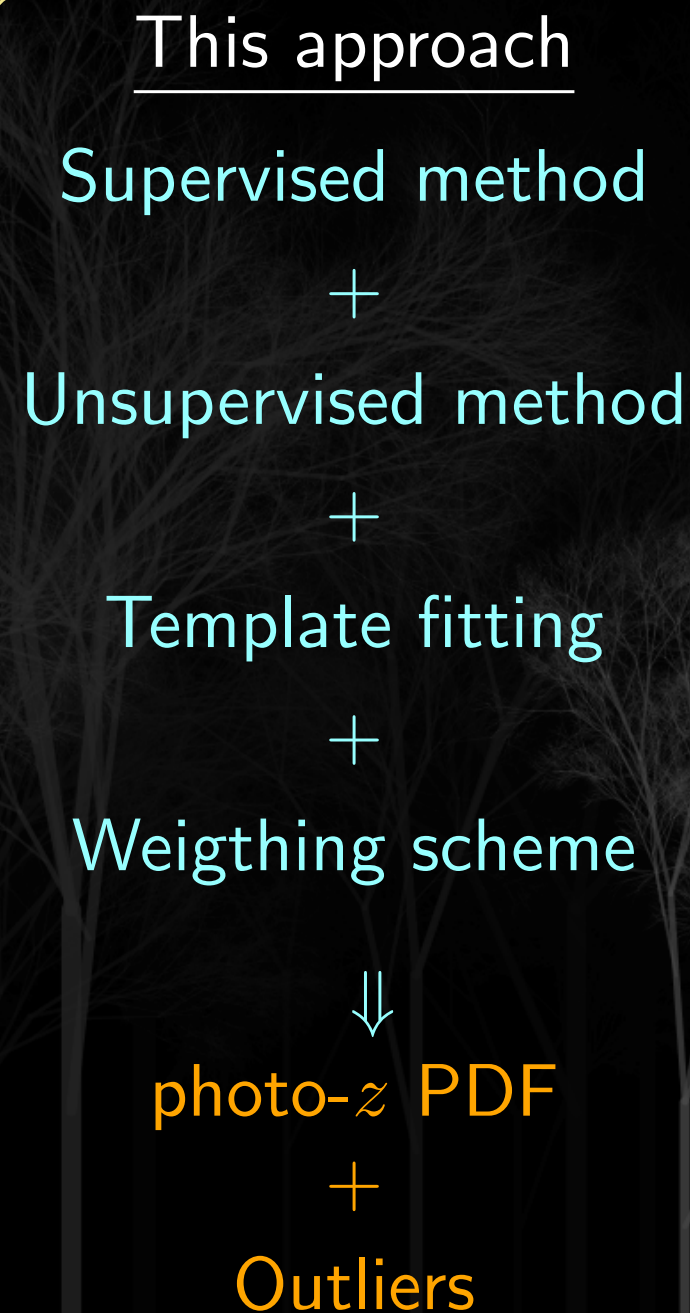 This approach
Supervised method
+
Unsupervised method
+
Template fitting
+
Weigthing scheme
⇓
photo-z PDF
+
Outliers